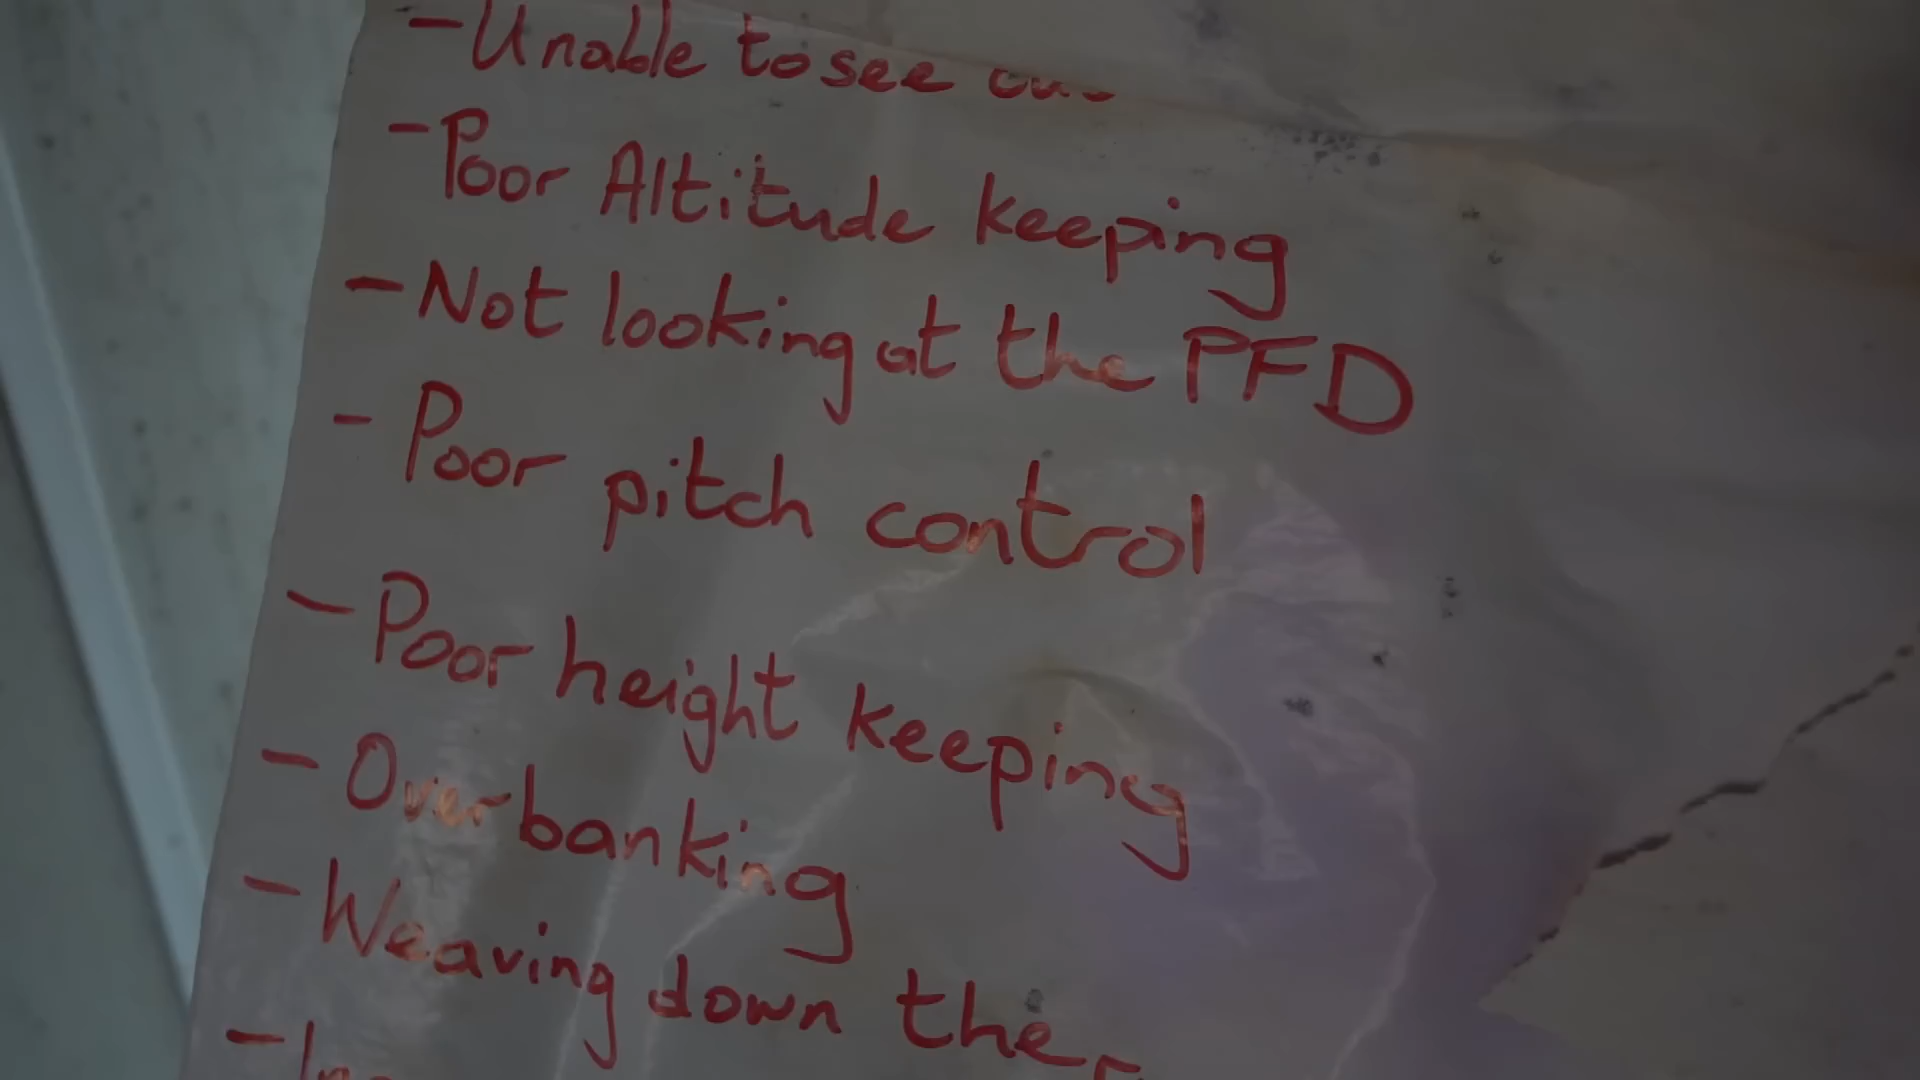 - Unable to see
- Poor Altitude keeping
- Not looking at the PFD
- Poor pitch control
- Poor height keeping
- Over banking
- Weaving down the